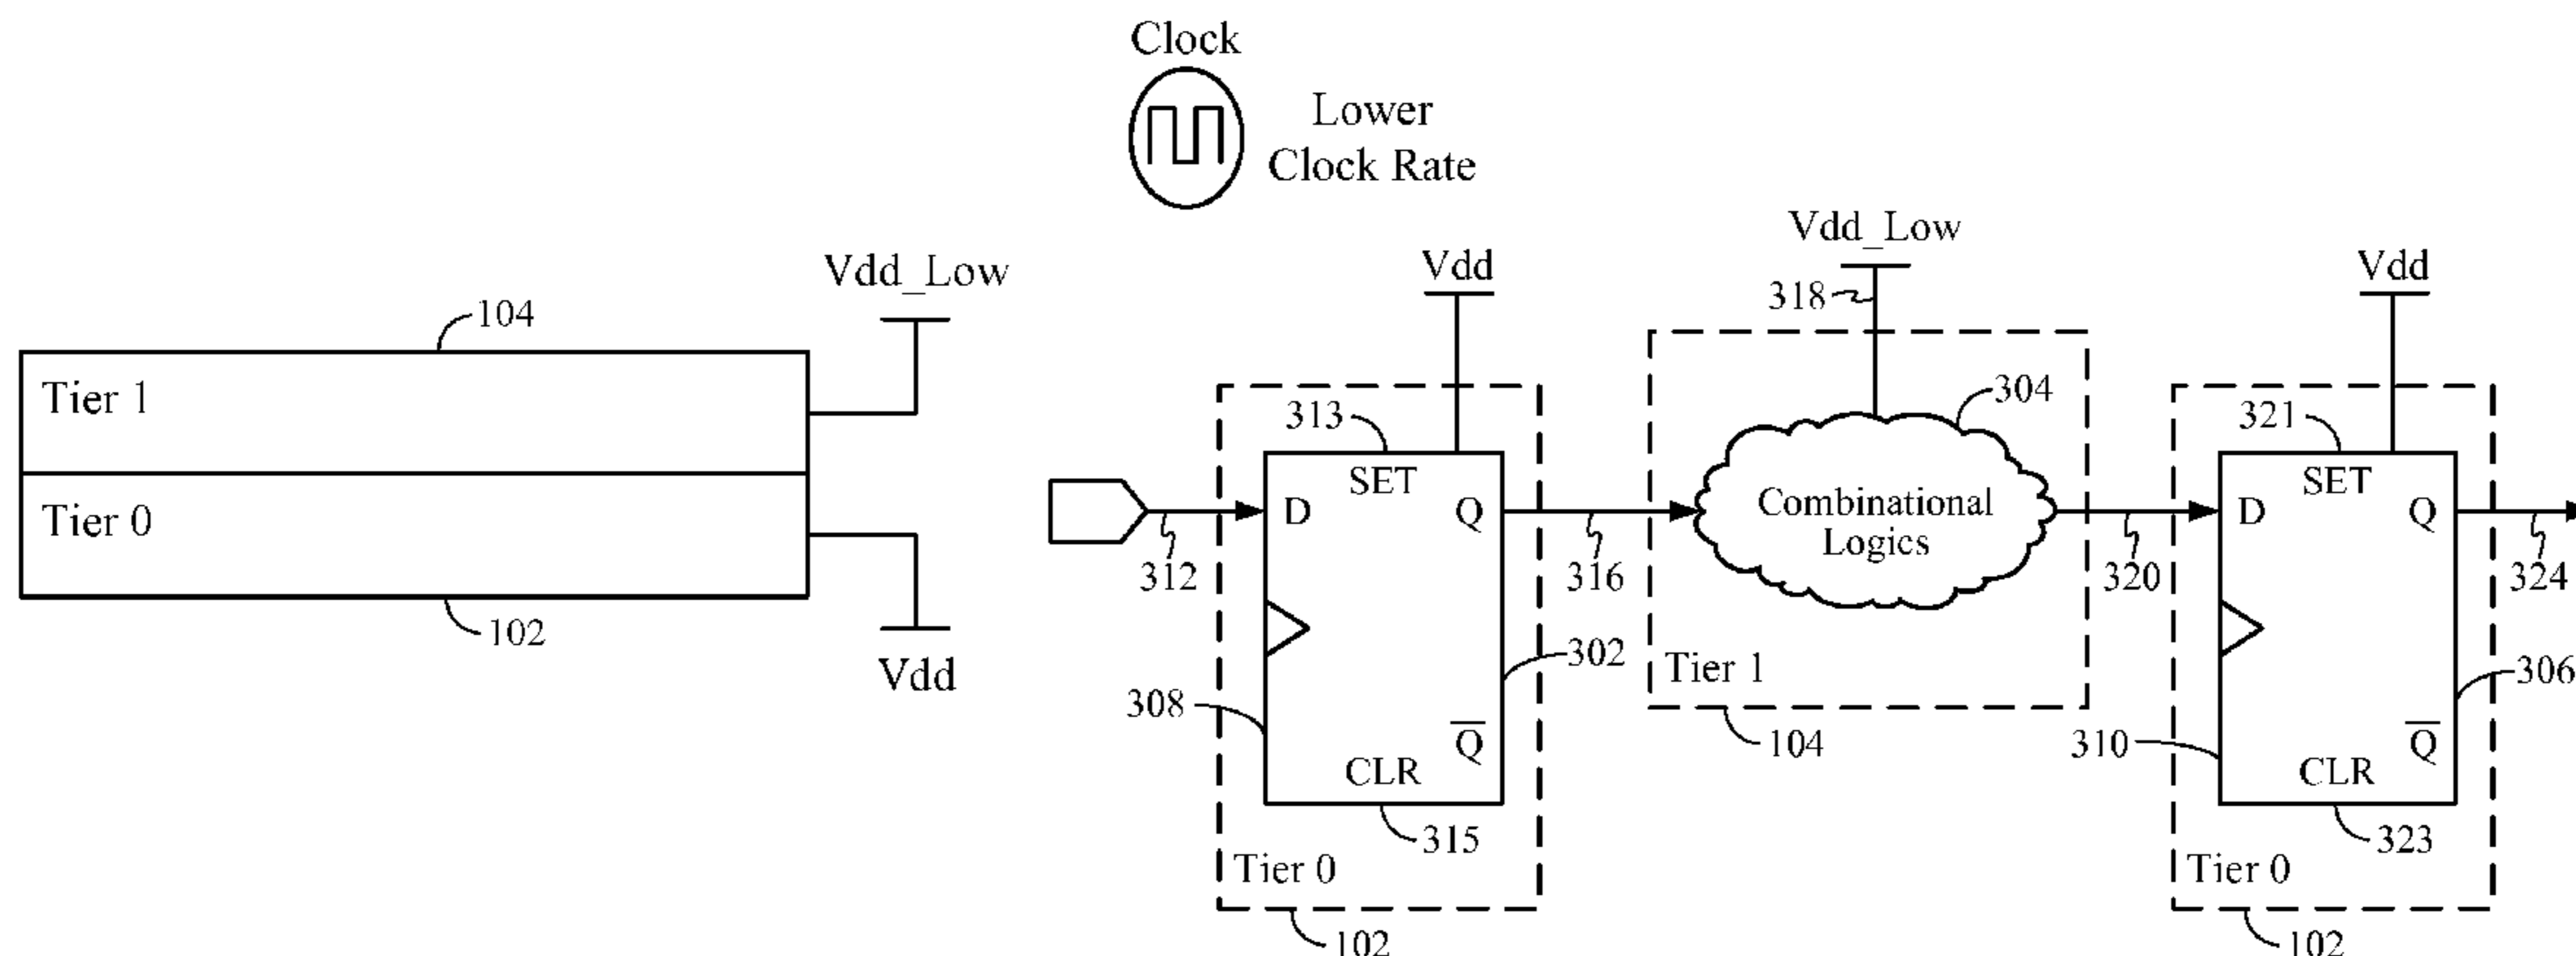 Clock
Lower
Clock Rate
Vdd_Low
104
Tier 1
Tier 0
102
Vdd
Vdd
Vdd_Low
318
Vdd
312
313
SET
D
Q
308
302
Q̅
CLR
315
Tier 0
102
316
304
Combinational
Logics
Tier 1
104
320
321
SET
D
Q
324
306
310
Q̅
CLR
323
Tier 0
102